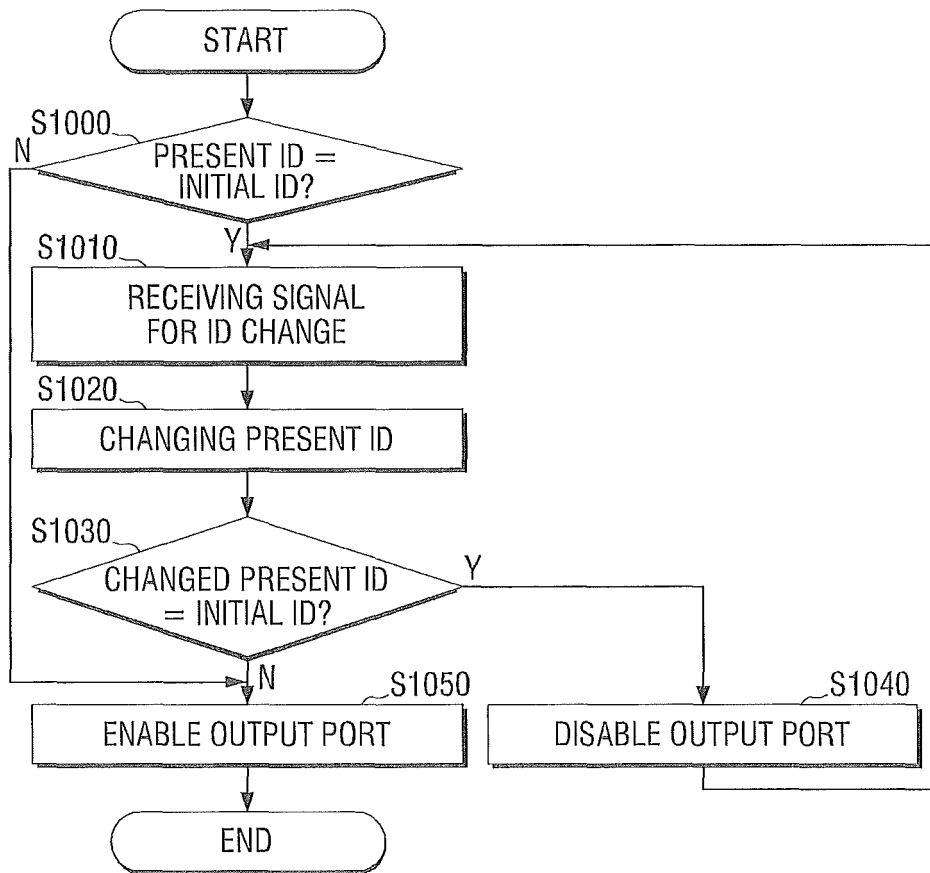 START
S1000
N
PRESENT ID =
INITIAL ID?
Y
S1010
RECEIVING SIGNAL
FOR ID CHANGE
S1020
CHANGING PRESENT ID
S1030
CHANGED PRESENT ID
= INITIAL ID?
Y
N
S1050
ENABLE OUTPUT PORT
S1040
DISABLE OUTPUT PORT
END